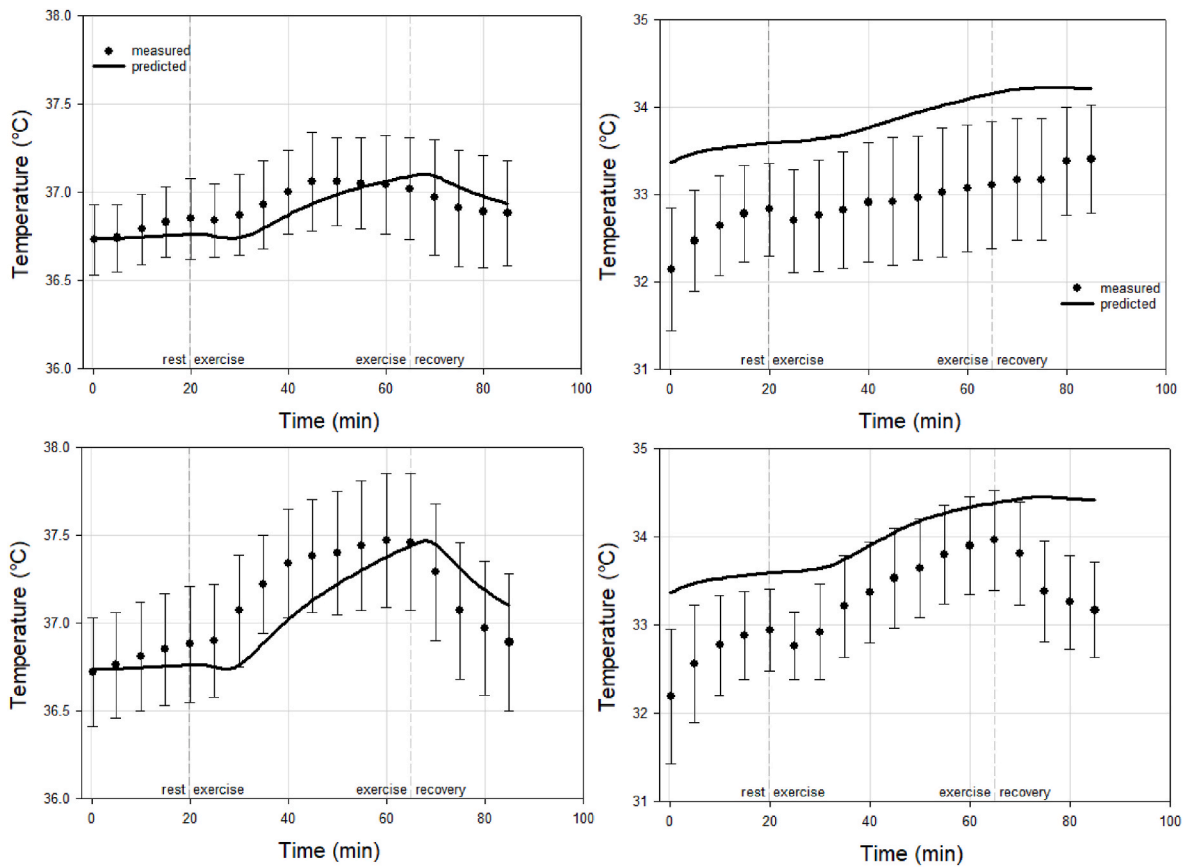 38.0
measured
predicted
37.5
37.0
36.5
36.0
Temperature (°C)
rest exercise
exercise recovery
0 20 40 60 80 100
Time (min)
35
34
33
32
31
Temperature (°C)
measured
predicted
rest exercise
exercise recovery
0 20 40 60 80 100
Time (min)
38.0
37.5
37.0
36.5
36.0
Temperature (°C)
rest exercise
exercise recovery
0 20 40 60 80 100
Time (min)
35
34
33
32
31
Temperature (°C)
rest exercise
exercise recovery
0 20 40 60 80 100
Time (min)